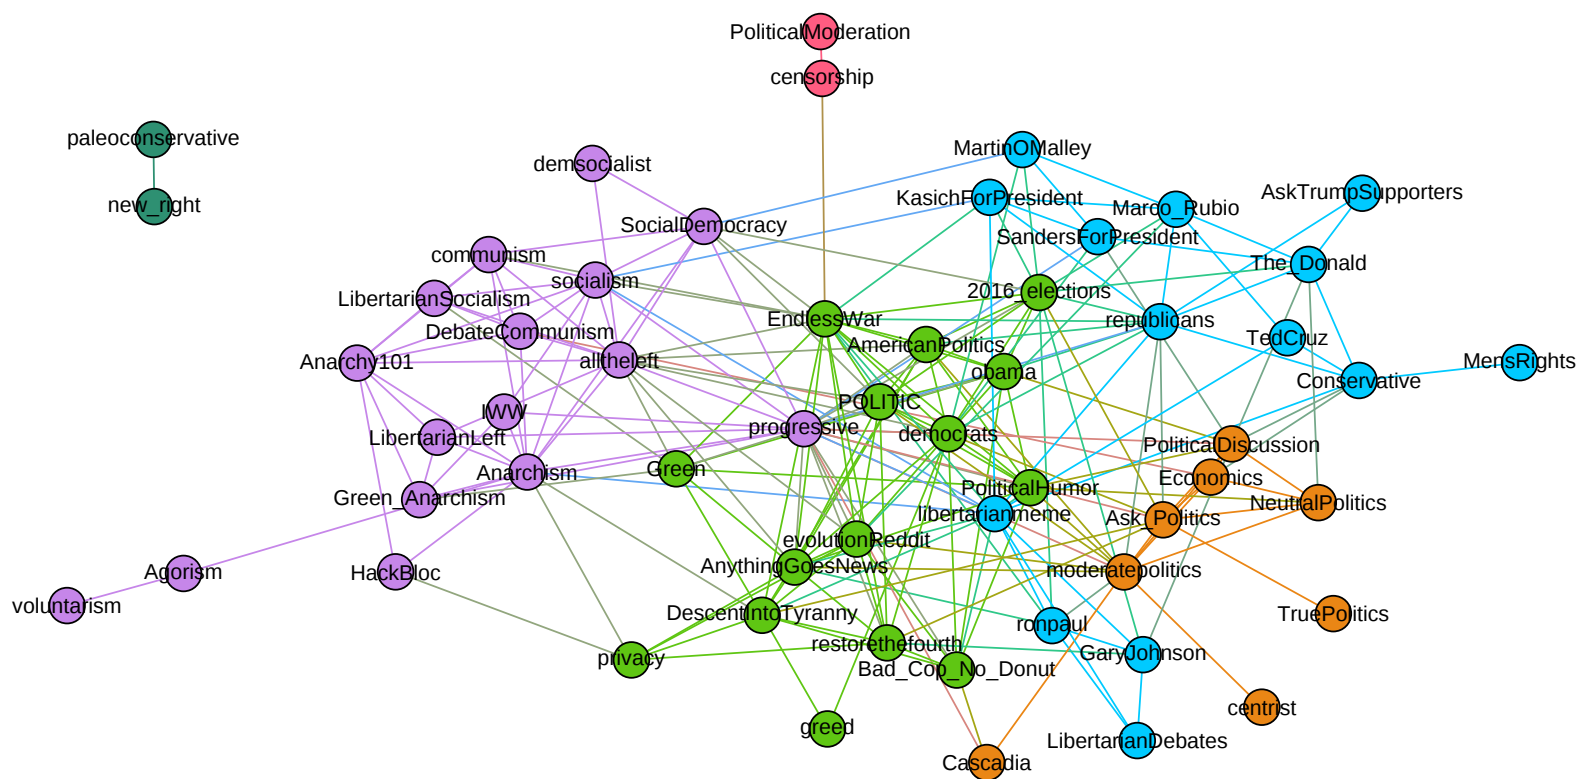 PoliticalModeration
censorship
paleoconservative
new_right
demsocialist
MartinOMalley
KasichForPresident
AskTrumpSupporters
Marco_Rubio
SocialDemocracy
SandersForPresident
communism
The_Donald
socialism
2016_elections
LibertarianSocialism
EndlessWar
republicans
DebateCommunism
TedCruz
AmericanPolitics
Anarchy101
alltheleft
MensRights
obama
Conservative
POLITIC
IWW
progressive
democrats
LibertarianLeft
PoliticalDiscussion
Green
Anarchism
Economics
PoliticalHumor
Green_Anarchism
NeutralPolitics
libertarianmeme
Ask_Politics
evolutionReddit
AnythingGoesNews
moderatepolitics
Agorism
HackBloc
voluntarism
DescentIntoTyranny
TruePolitics
ronpaul
restorethefourth
GaryJohnson
privacy
Bad_Cop_No_Donut
centrist
greed
LibertarianDebates
Cascadia